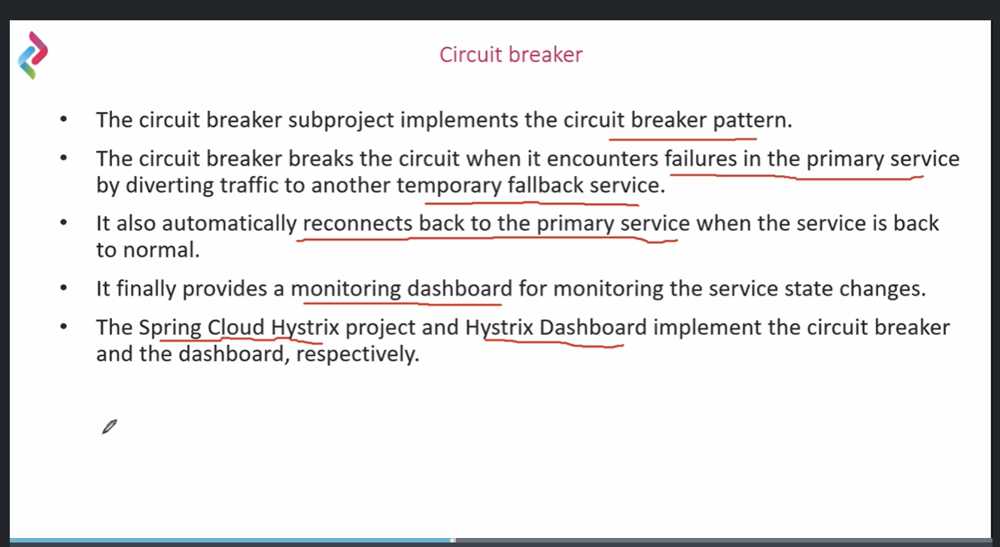 Circuit breaker
• The circuit breaker subproject implements the circuit breaker pattern.
• The circuit breaker breaks the circuit when it encounters failures in the primary service
by diverting traffic to another temporary fallback service.
• It also automatically reconnects back to the primary service when the service is back
to normal.
• It finally provides a monitoring dashboard for monitoring the service state changes.
• The Spring Cloud Hystrix project and Hystrix Dashboard implement the circuit breaker
and the dashboard, respectively.